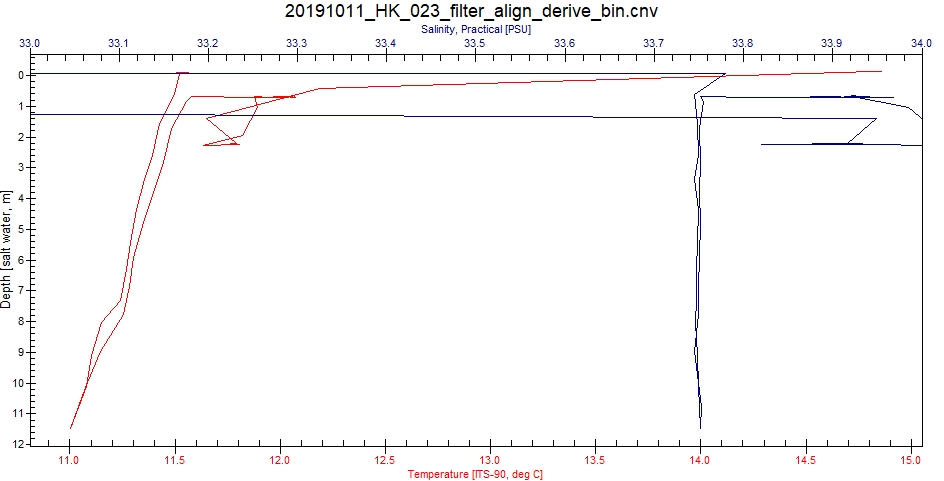 20191011_HK_023_filter_align_derive_bin.cnv
Salinity, Practical [PSU]
33.0 33.1 33.2 33.3 33.4 33.5 33.6 33.7 33.8 33.9 34.0
Depth [salt water, m]
0
1
2
3
4
5
6
7
8
9
10
11
12
11.0 11.5 12.0 12.5 13.0 13.5 14.0 14.5 15.0
Temperature [ITS-90, deg C]